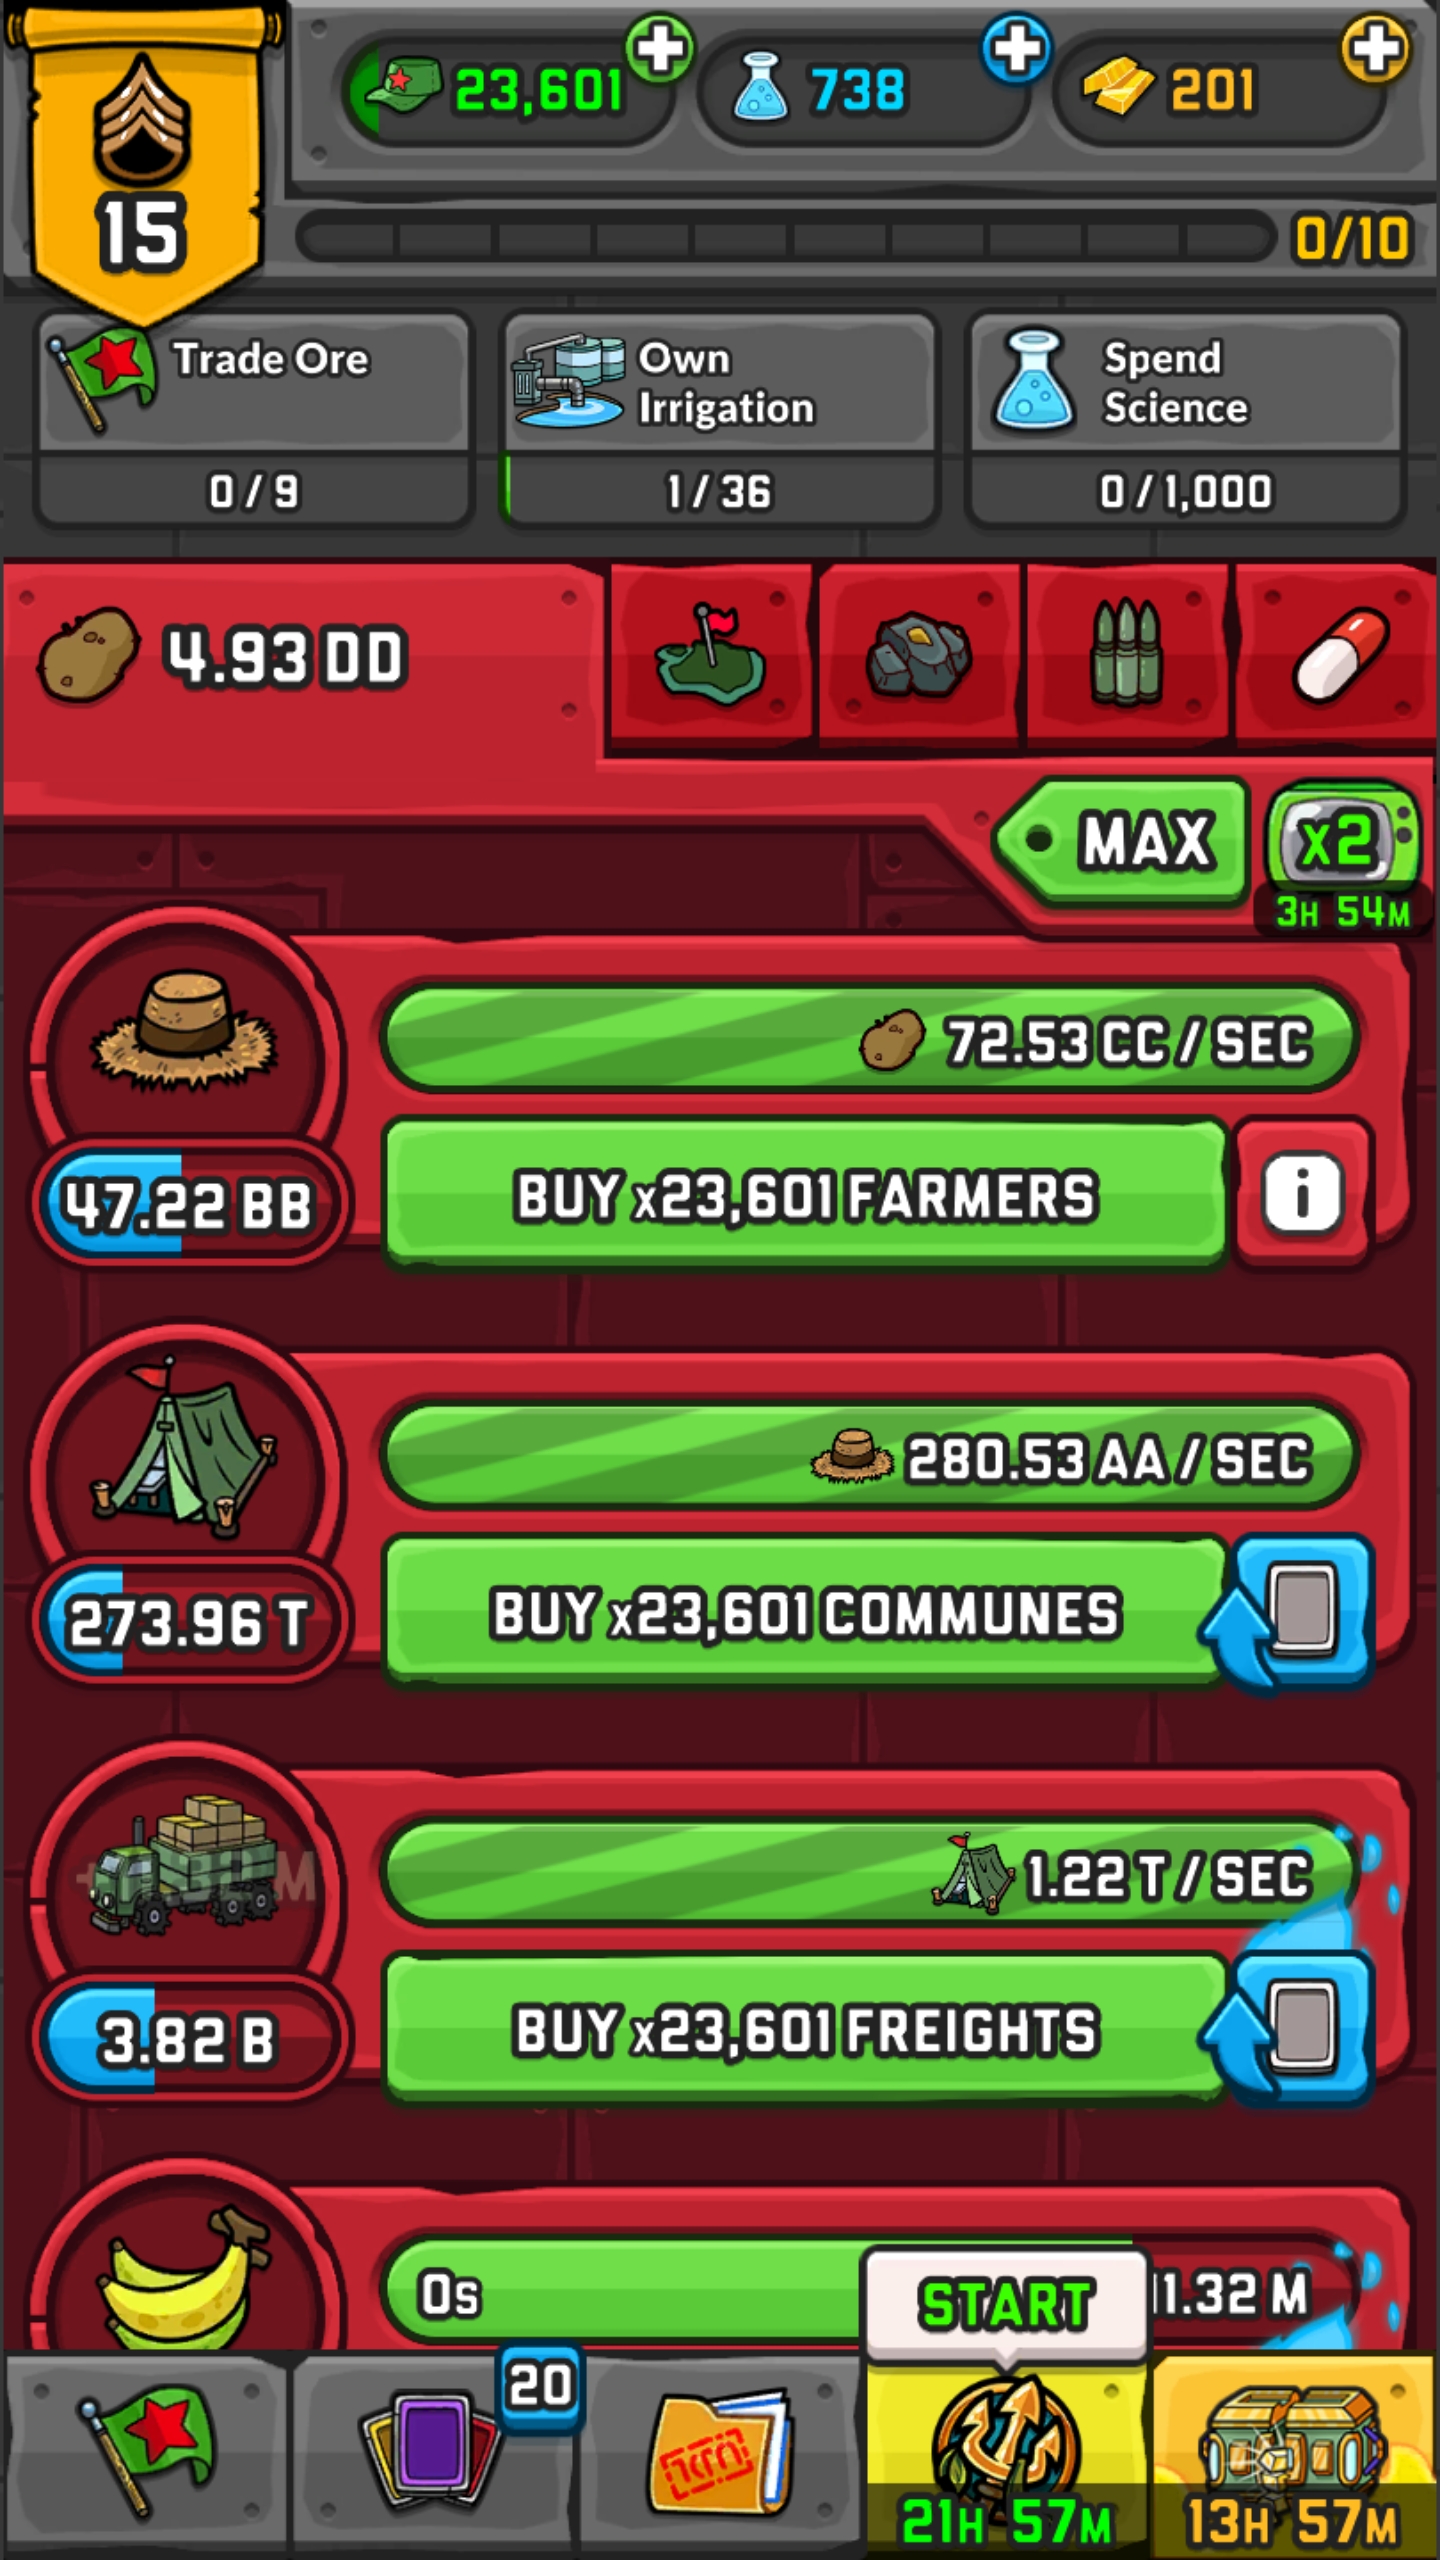 23,601
738
201
15
0/10
Trade Ore
0/9
Own
Irrigation
1/36
Spend
Science
0/1,000
4.93 DD
MAX
x2
3H 54M
72.53 CC / SEC
47.22 BB
BUY x23,601 FARMERS
280.53 AA / SEC
273.96 T
BUY x23,601 COMMUNES
1.22 T / SEC
3.82 B
BUY x23,601 FREIGHTS
0s
11.32 M
START
20
21H 57M
13H 57M